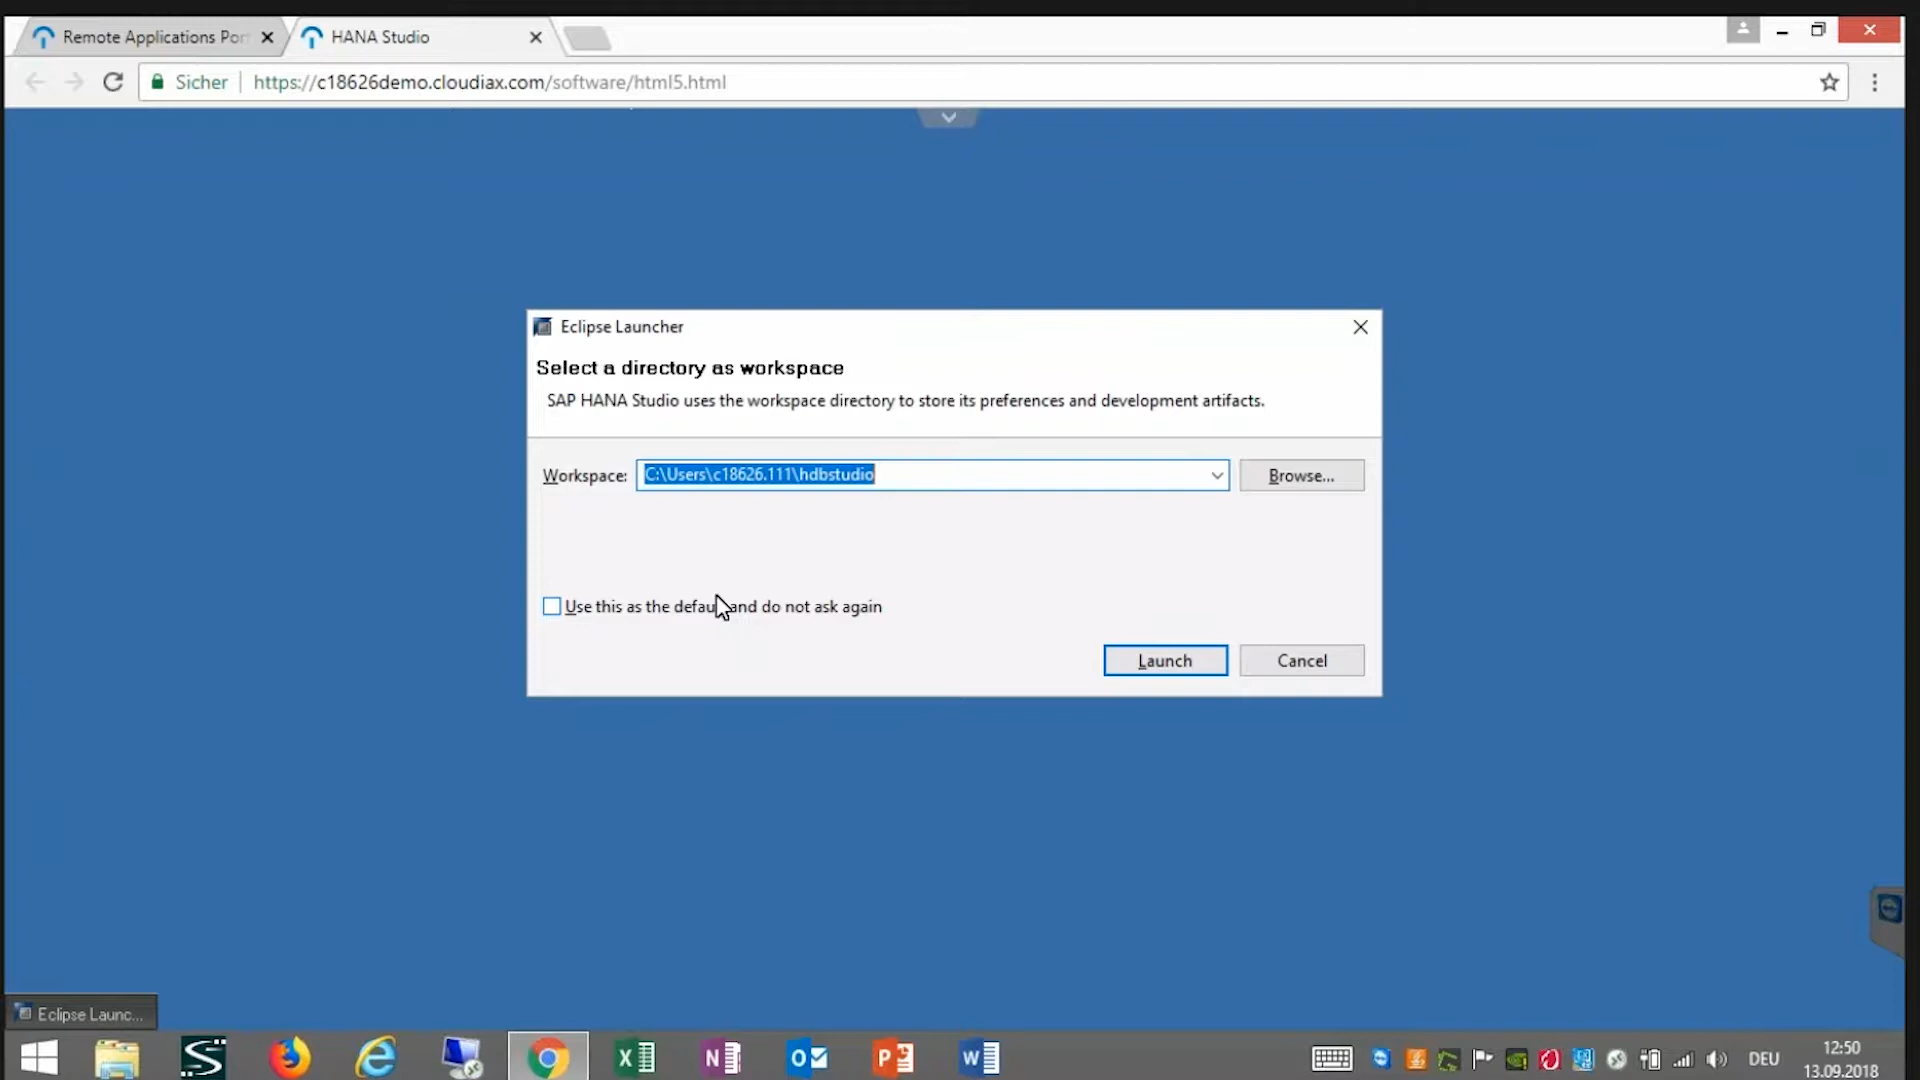 Remote Applications Por
HANA Studio
Sicher
https://c18626demo.cloudiax.com/software/html5.html
Eclipse Launcher
Select a directory as workspace
SAP HANA Studio uses the workspace directory to store its preferences and development artifacts.
Workspace:
C:\Users\c18626.111\hdbstudio
Browse...
Use this as the default and do not ask again
Launch
Cancel
Eclipse Launc...
DEU
12:50
13.09.2018